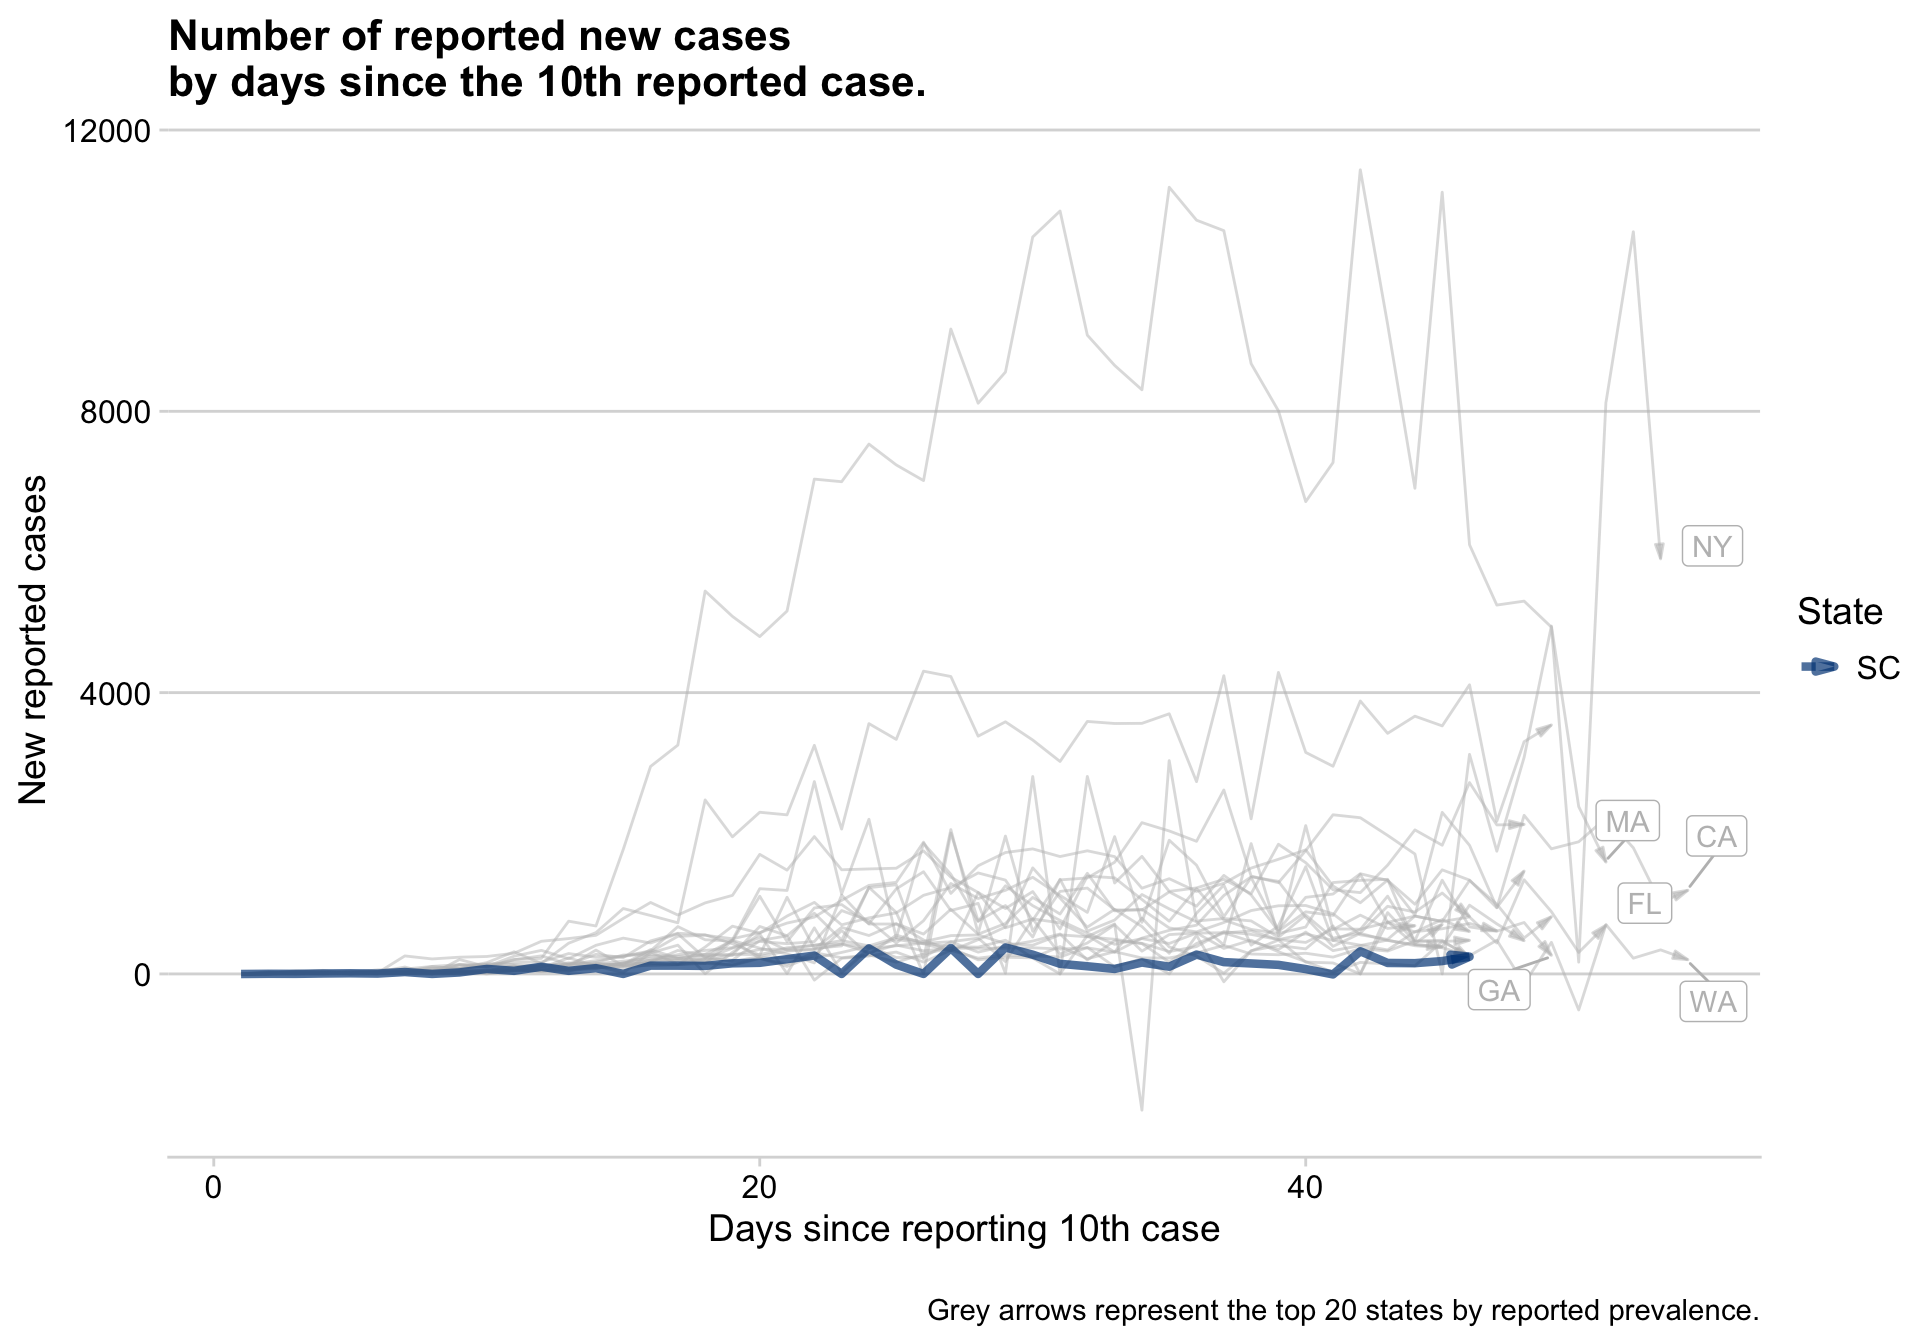 Number of reported new cases
by days since the 10th reported case.
12000
8000
4000
0
New reported cases
NY
MA
CA
FL
GA
WA
State
SC
0
20
40
Days since reporting 10th case
Grey arrows represent the top 20 states by reported prevalence.